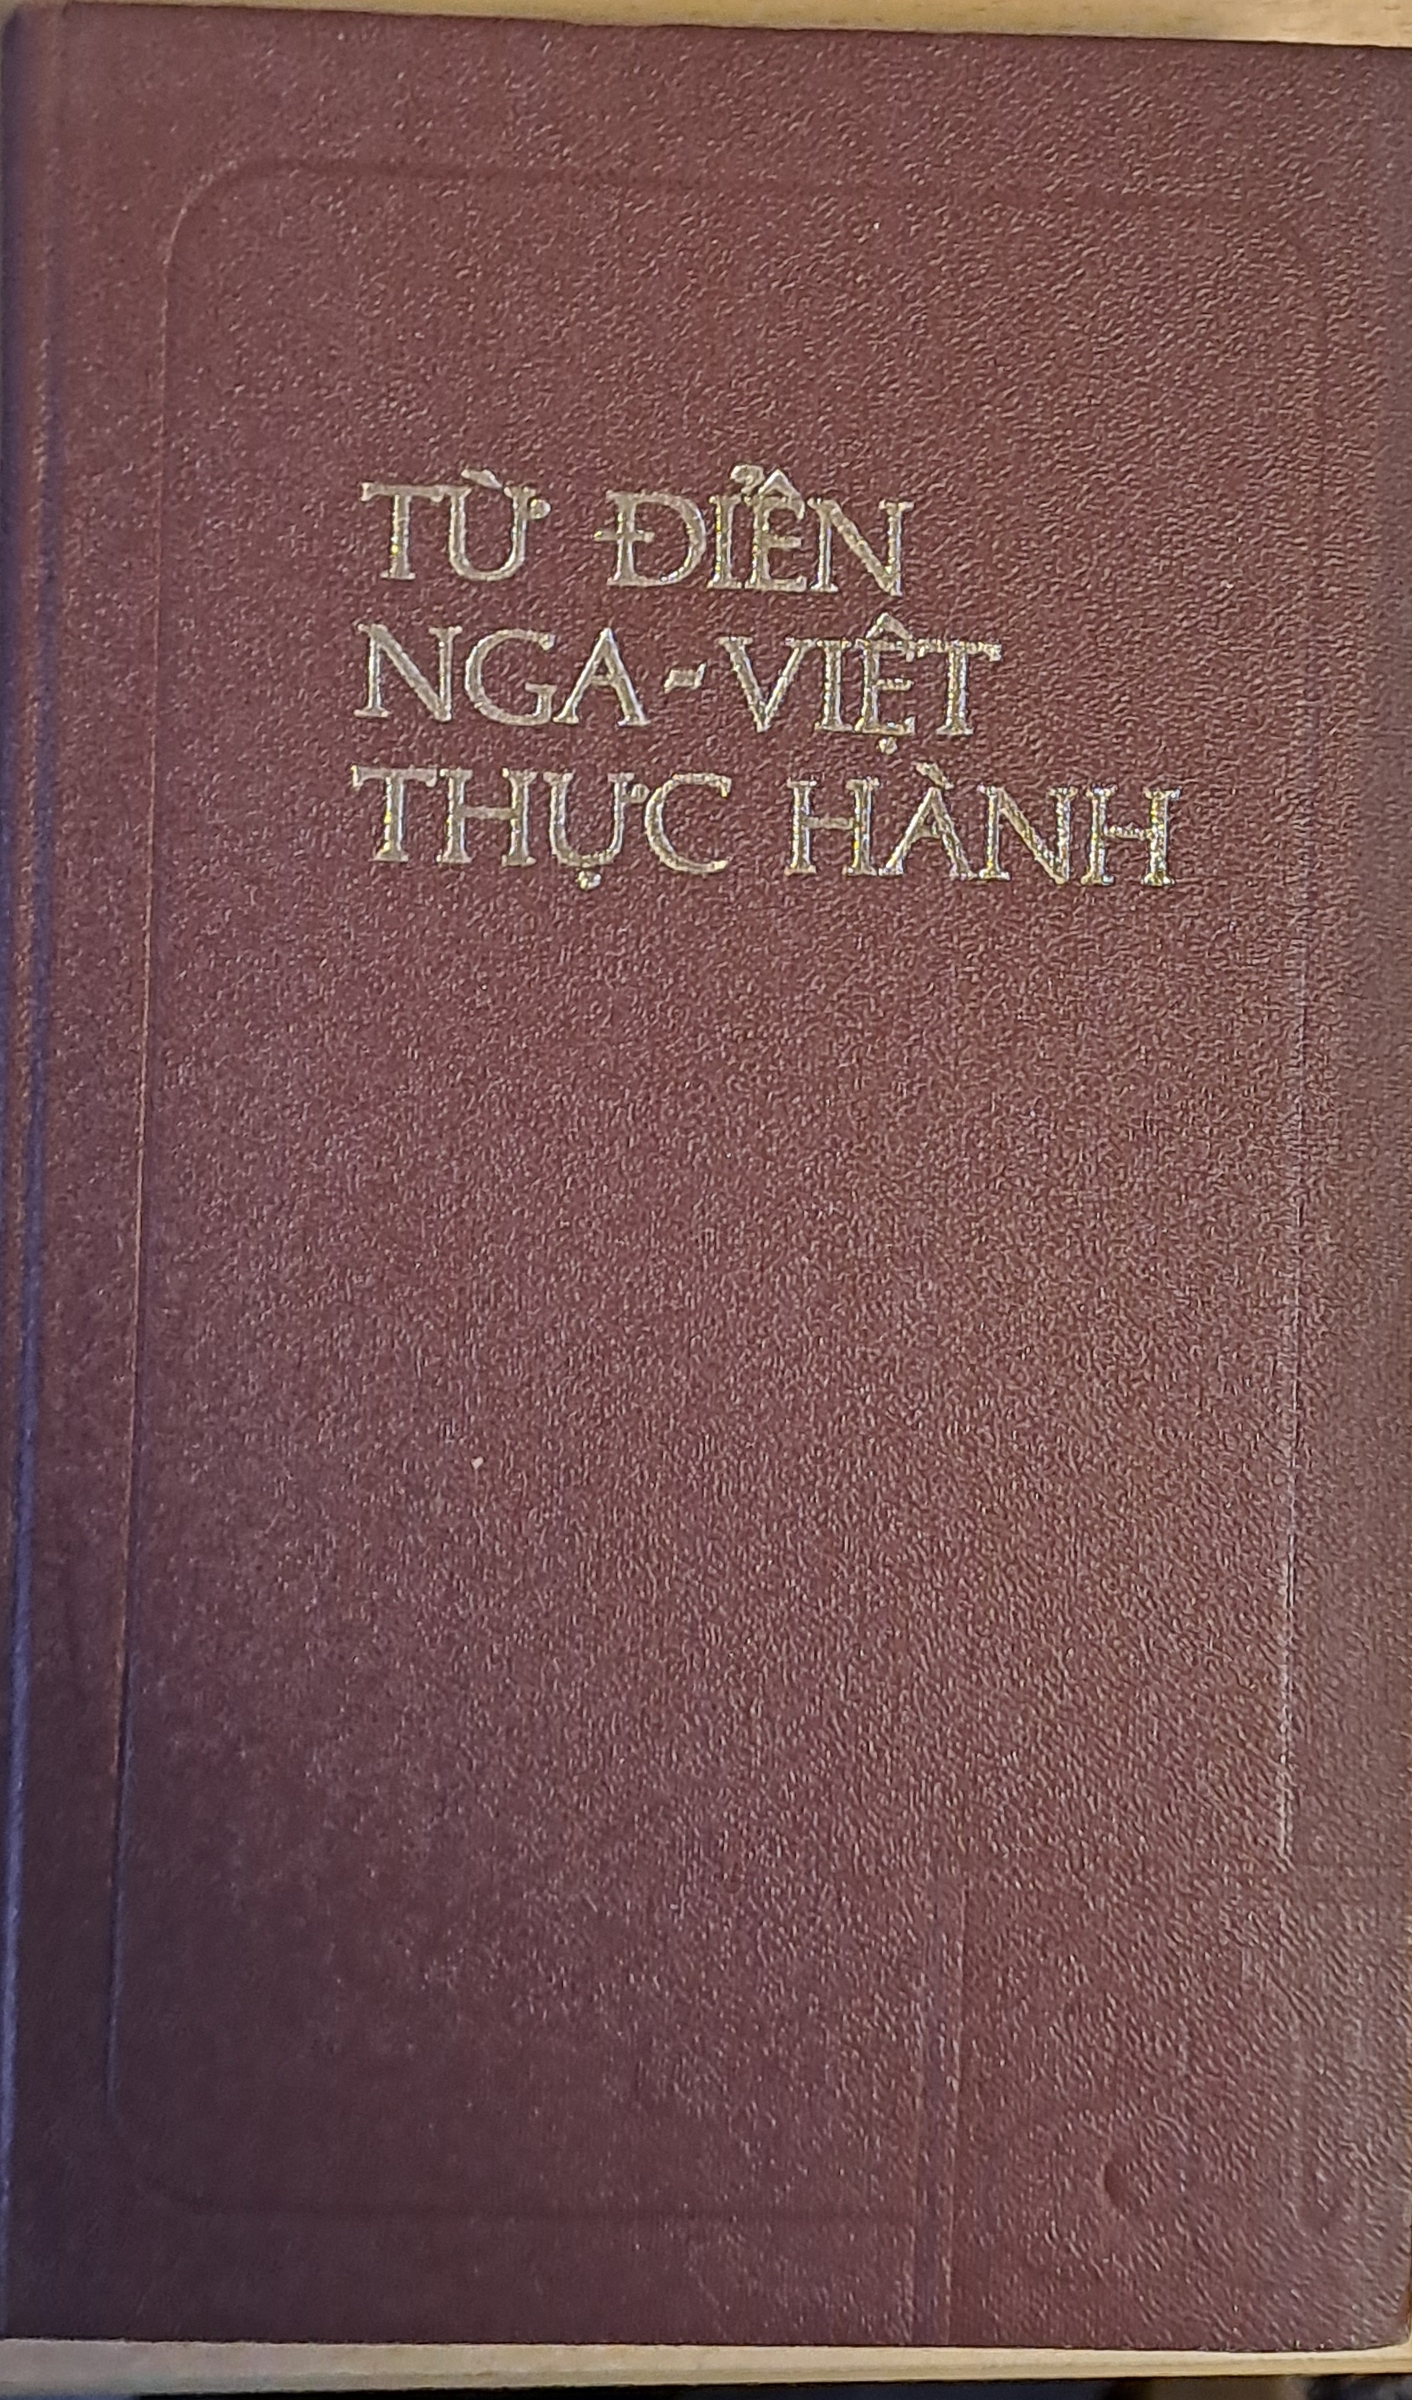 TỪ ĐIỂN
NGA-VIỆT
THỰC HÀNH